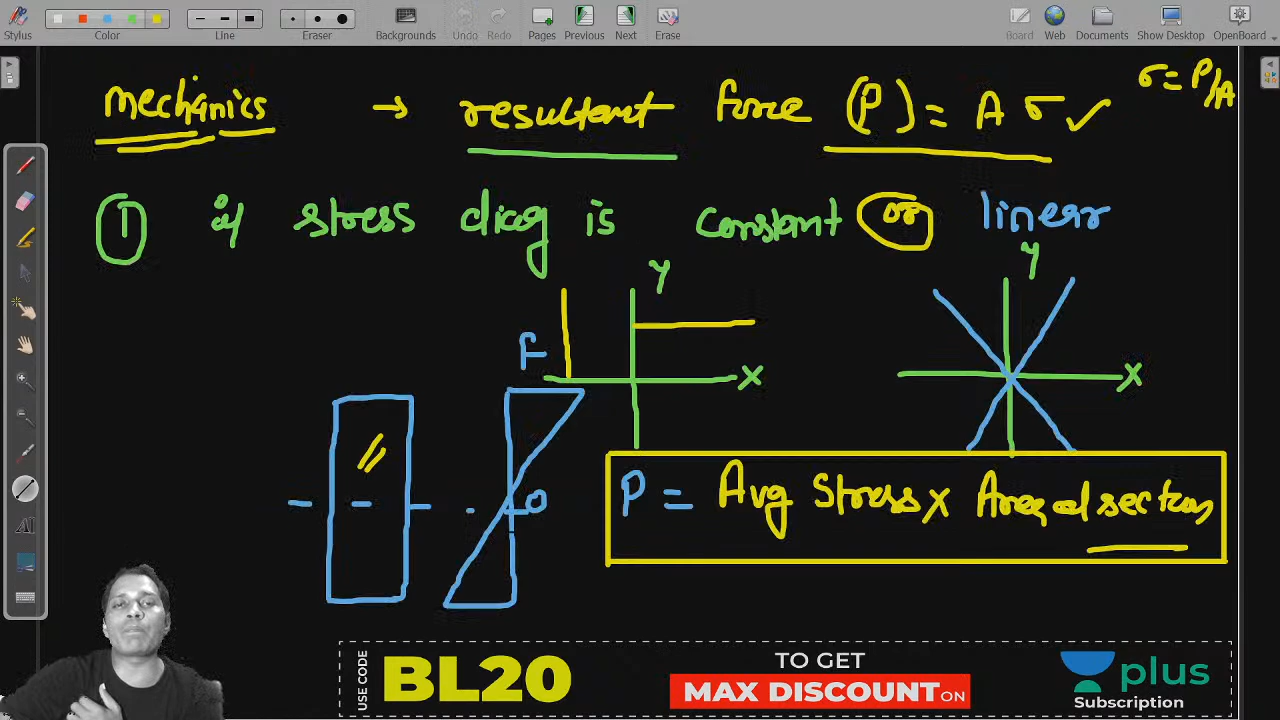 Stylus
Color
Line
Eraser
Backgrounds
Undo
Redo
Pages
Previous
Next
Erase
Board
Web
Documents
Show Desktop
OpenBoard
mechanics → resultant force (P) = A σ ✓
σ = P/A
① if stress diag is constant or linear
Y
X
Y
X
F
0
P = Avg Stress x Area of section
USE CODE
BL20
TO GET
MAX DISCOUNT ON
plus
Subscription